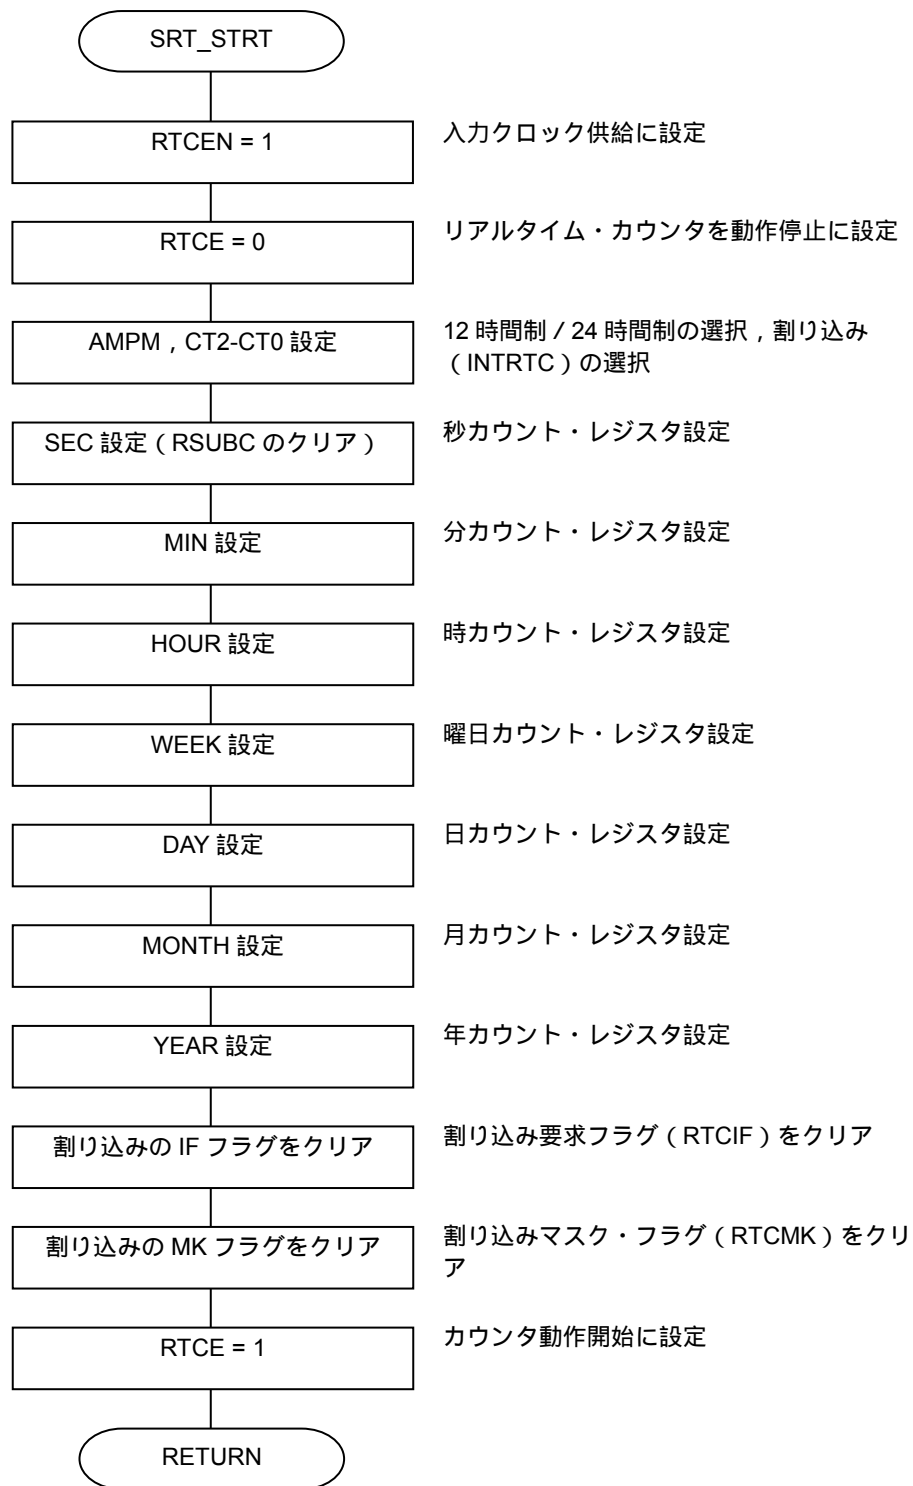 SRT_STRT
RTCEN = 1
入力クロック供給に設定
RTCE = 0
リアルタイム・カウンタを動作停止に設定
AMPM , CT2-CT0 設定
12 時間制 / 24 時間制の選択 , 割り込み
( INTRTC ) の選択
SEC 設定 ( RSUBC のクリア )
秒カウント・レジスタ設定
MIN 設定
分カウント・レジスタ設定
HOUR 設定
時カウント・レジスタ設定
WEEK 設定
曜日カウント・レジスタ設定
DAY 設定
日カウント・レジスタ設定
MONTH 設定
月カウント・レジスタ設定
YEAR 設定
年カウント・レジスタ設定
割り込みの IF フラグをクリア
割り込み要求フラグ ( RTCIF ) をクリア
割り込みの MK フラグをクリア
割り込みマスク・フラグ ( RTCMK ) をクリ
ア
RTCE = 1
カウンタ動作開始に設定
RETURN